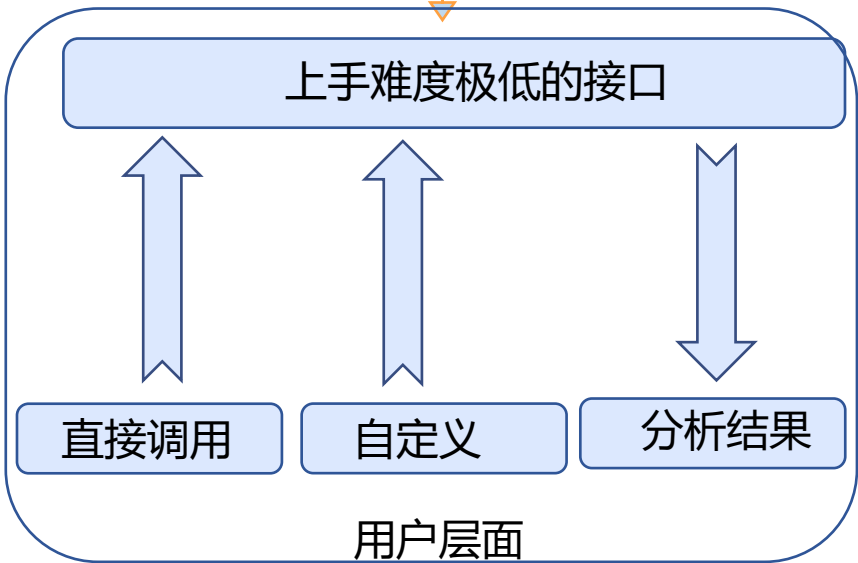 上手难度极低的接口
直接调用
自定义
分析结果
用户层面